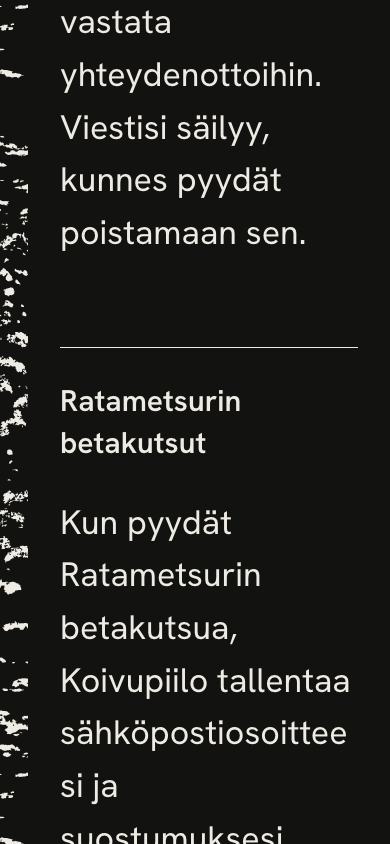 vastata
yhteydenottoihin.
Viestisi säilyy,
kunnes pyydät
poistamaan sen.
Ratametsurin
betakutsut
Kun pyydät
Ratametsurin
betakutsua,
Koivupiilo tallentaa
sähköpostiosoittee
si ja
suostumuksesi